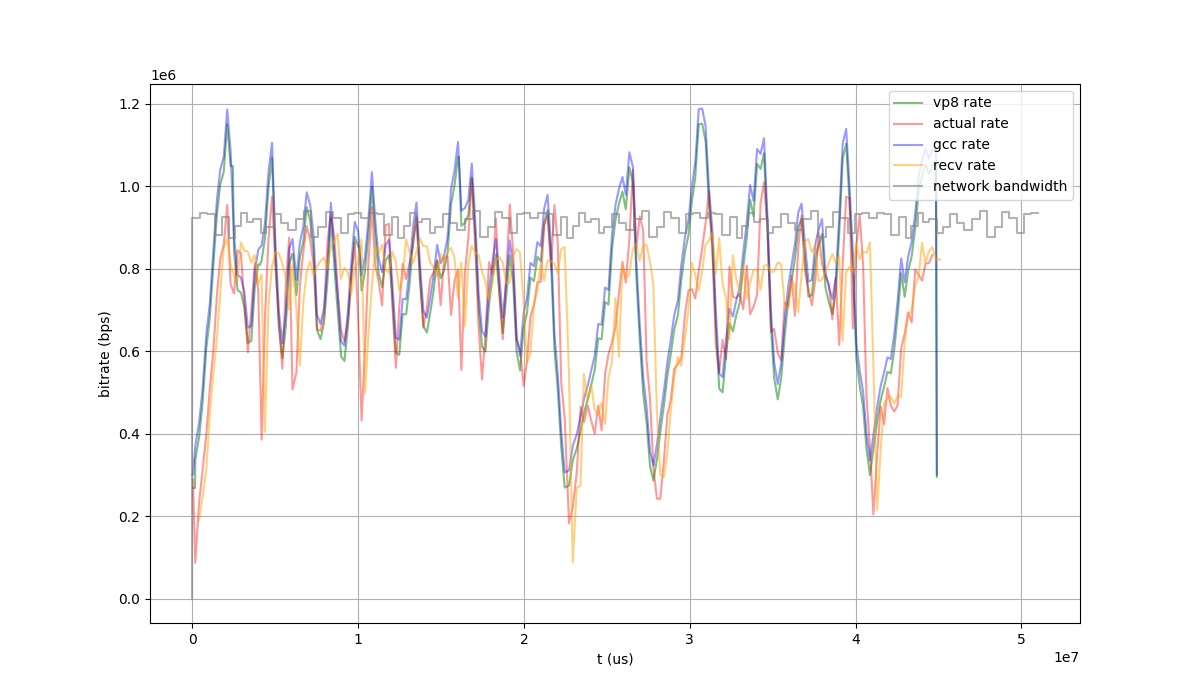 1e6
1.2
1.0
0.8
0.6
0.4
0.2
0.0
bitrate (bps)
vp8 rate
actual rate
gcc rate
recv rate
network bandwidth
0
1
2
3
4
5
t (us)
1e7